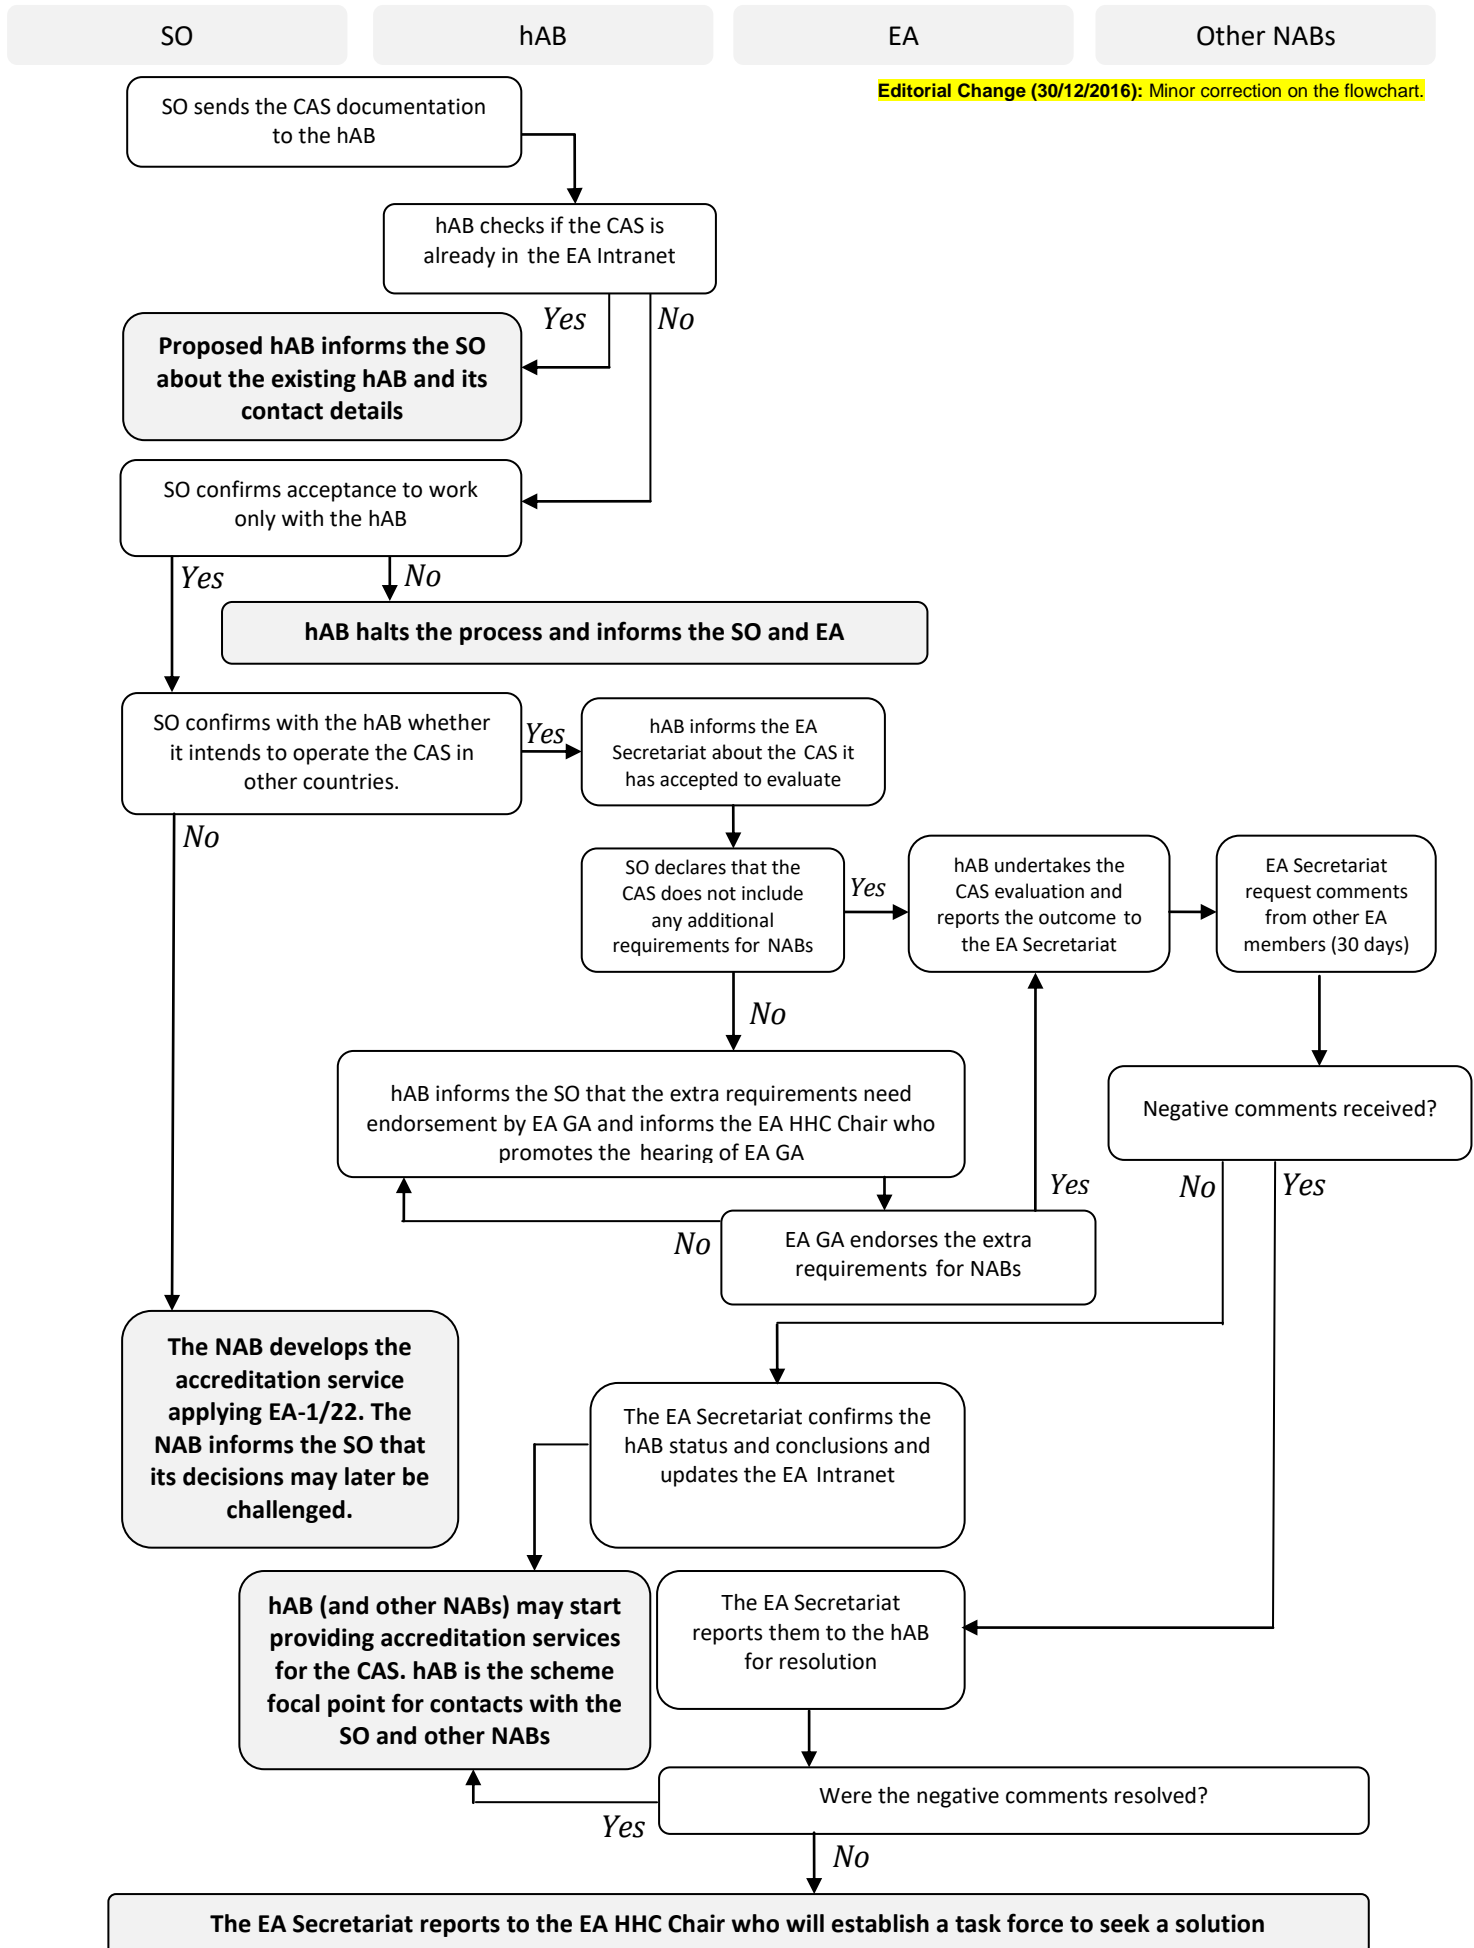 SO
hAB
EA
Other NABs
Editorial Change (30/12/2016): Minor correction on the flowchart.
SO sends the CAS documentation
to the hAB
hAB checks if the CAS is
already in the EA Intranet
Yes
No
Proposed hAB informs the SO
about the existing hAB and its
contact details
SO confirms acceptance to work
only with the hAB
Yes
No
hAB halts the process and informs the SO and EA
SO confirms with the hAB whether
it intends to operate the CAS in
other countries.
Yes
hAB informs the EA
Secretariat about the CAS it
has accepted to evaluate
No
SO declares that the
CAS does not include
any additional
requirements for NABs
Yes
hAB undertakes the
CAS evaluation and
reports the outcome to
the EA Secretariat
EA Secretariat
request comments
from other EA
members (30 days)
No
hAB informs the SO that the extra requirements need
endorsement by EA GA and informs the EA HHC Chair who
promotes the hearing of EA GA
Negative comments received?
Yes
No
Yes
No
EA GA endorses the extra
requirements for NABs
The NAB develops the
accreditation service
applying EA-1/22. The
NAB informs the SO that
its decisions may later be
challenged.
The EA Secretariat confirms the
hAB status and conclusions and
updates the EA Intranet
hAB (and other NABs) may start
providing accreditation services
for the CAS. hAB is the scheme
focal point for contacts with the
SO and other NABs
The EA Secretariat
reports them to the hAB
for resolution
Were the negative comments resolved?
Yes
No
The EA Secretariat reports to the EA HHC Chair who will establish a task force to seek a solution